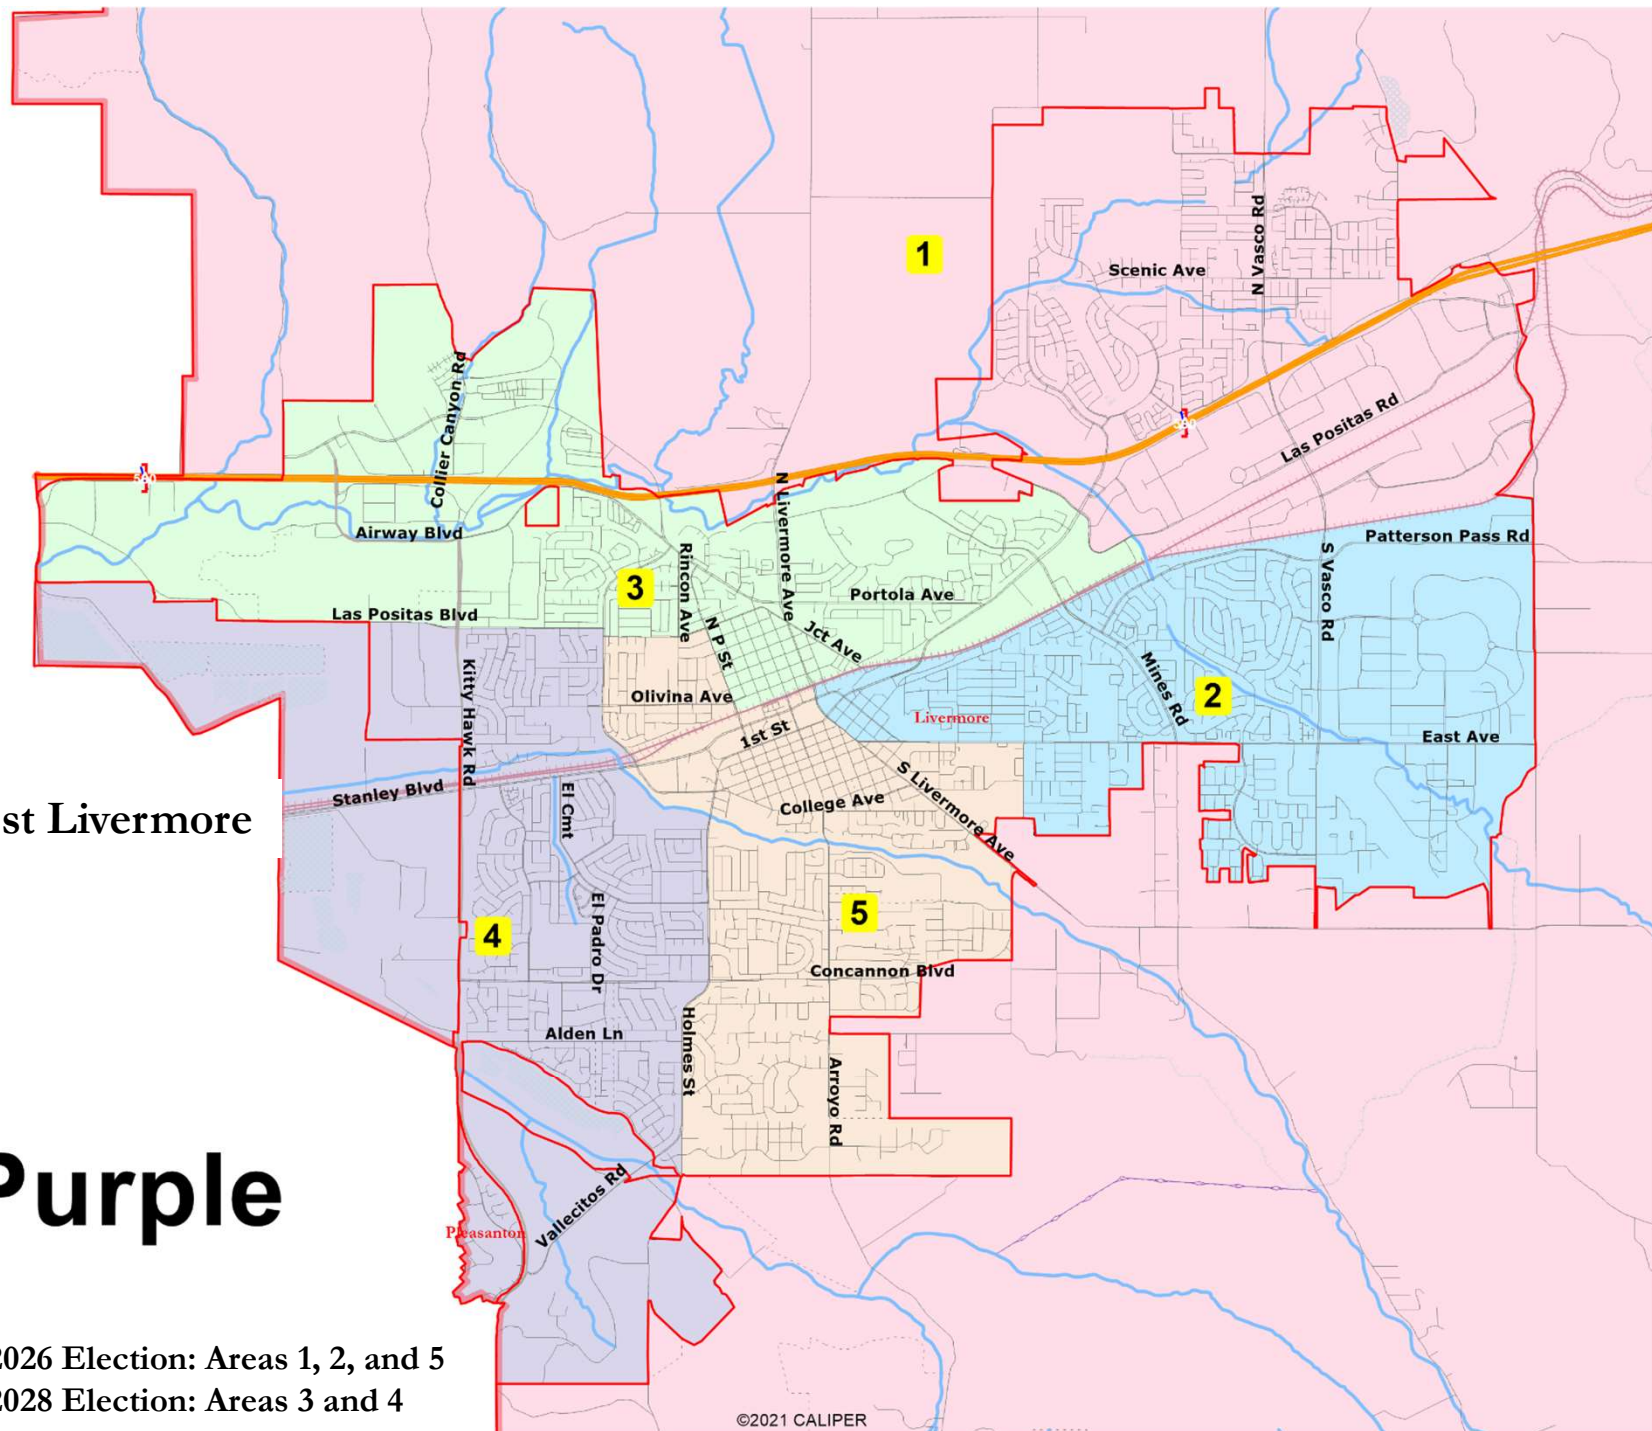 1
N Vasco Rd
Scenic Ave
Collier Canyon Rd
Las Positas Rd
580
580
N Livermore Ave
Airway Blvd
Patterson Pass Rd
S Vasco Rd
Rincon Ave
3
Portola Ave
Las Positas Blvd
N P St
Jct Ave
Kitty Hawk Rd
Mines Rd
2
Olivina Ave
Livermore
1st St
East Ave
Stanley Blvd
El Cmt
College Ave
S Livermore Ave
st Livermore
El Padro Dr
5
4
Concannon Blvd
Holmes St
Alden Ln
Arroyo Rd
Purple
Vallecitos Rd
Pleasanton
2026 Election: Areas 1, 2, and 5
2028 Election: Areas 3 and 4
©2021 CALIPER